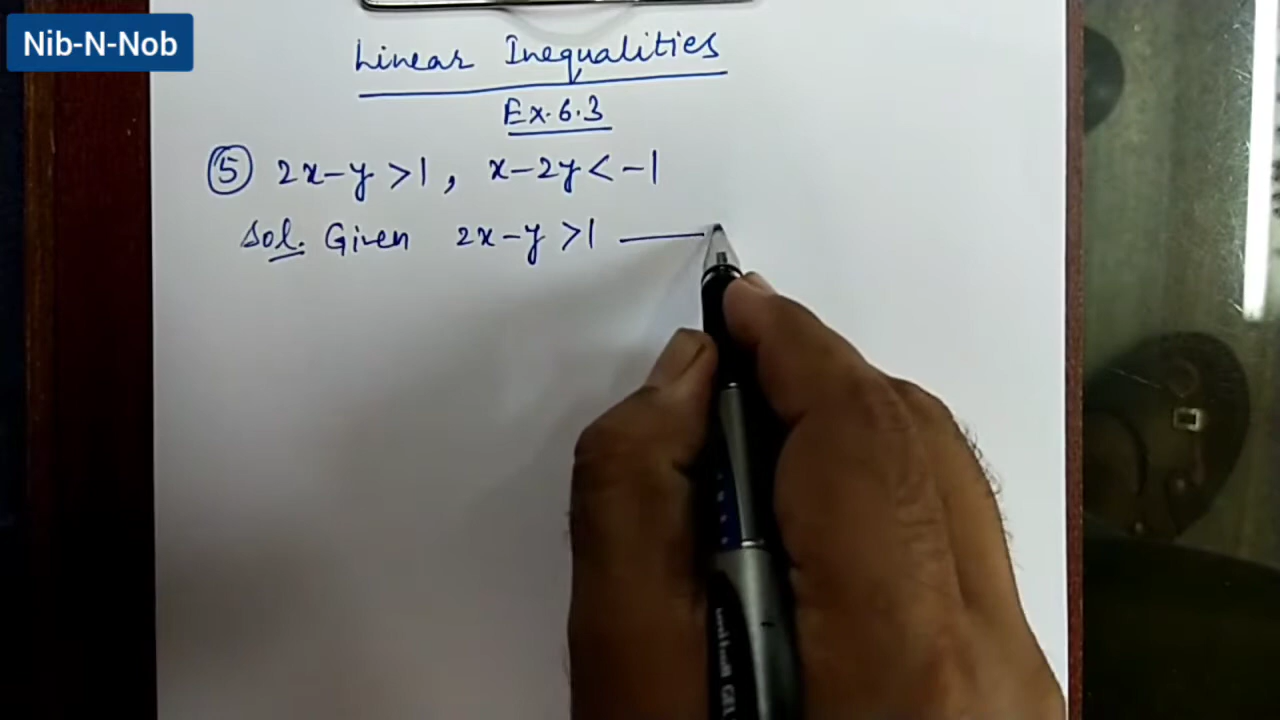 Nib-N-Nob
Linear Inequalities
Ex. 6.3
⑤ 2x-y >1, x-2y < -1
Sol. Given 2x-y >1 ———